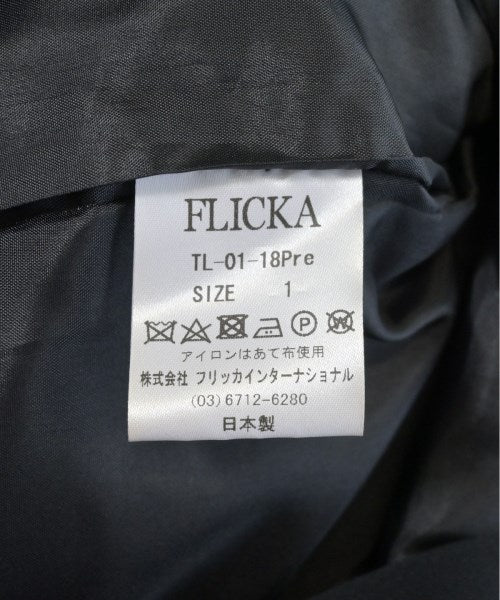 FLICKA
TL-01-18Pre
SIZE 1
P W
アイロンはあて布使用
株式会社 フリッカインターナショナル
(03)6712-6280
日本製